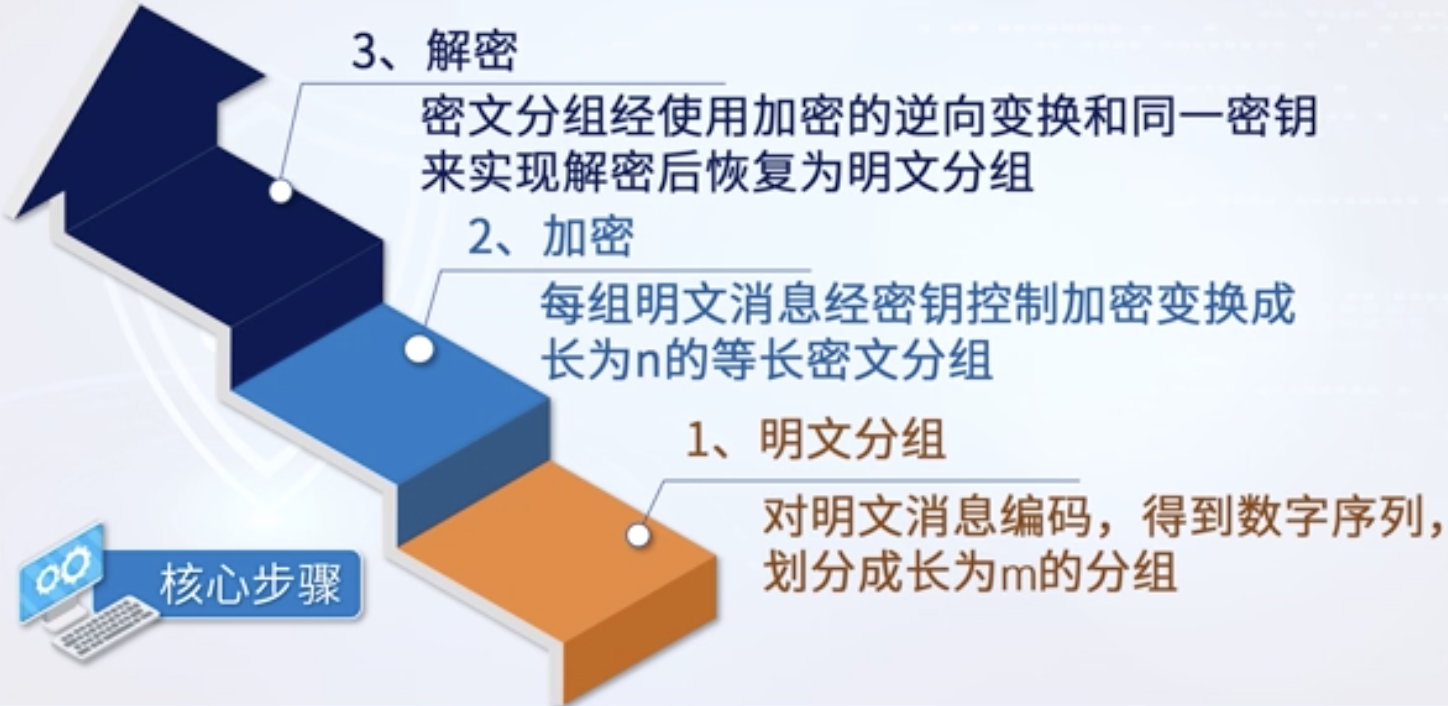 3、解密
密文分组经使用加密的逆向变换和同一密钥
来实现解密后恢复为明文分组
2、加密
每组明文消息经密钥控制加密变换成
长为n的等长密文分组
1、明文分组
对明文消息编码，得到数字序列，
划分成长为m的分组
核心步骤